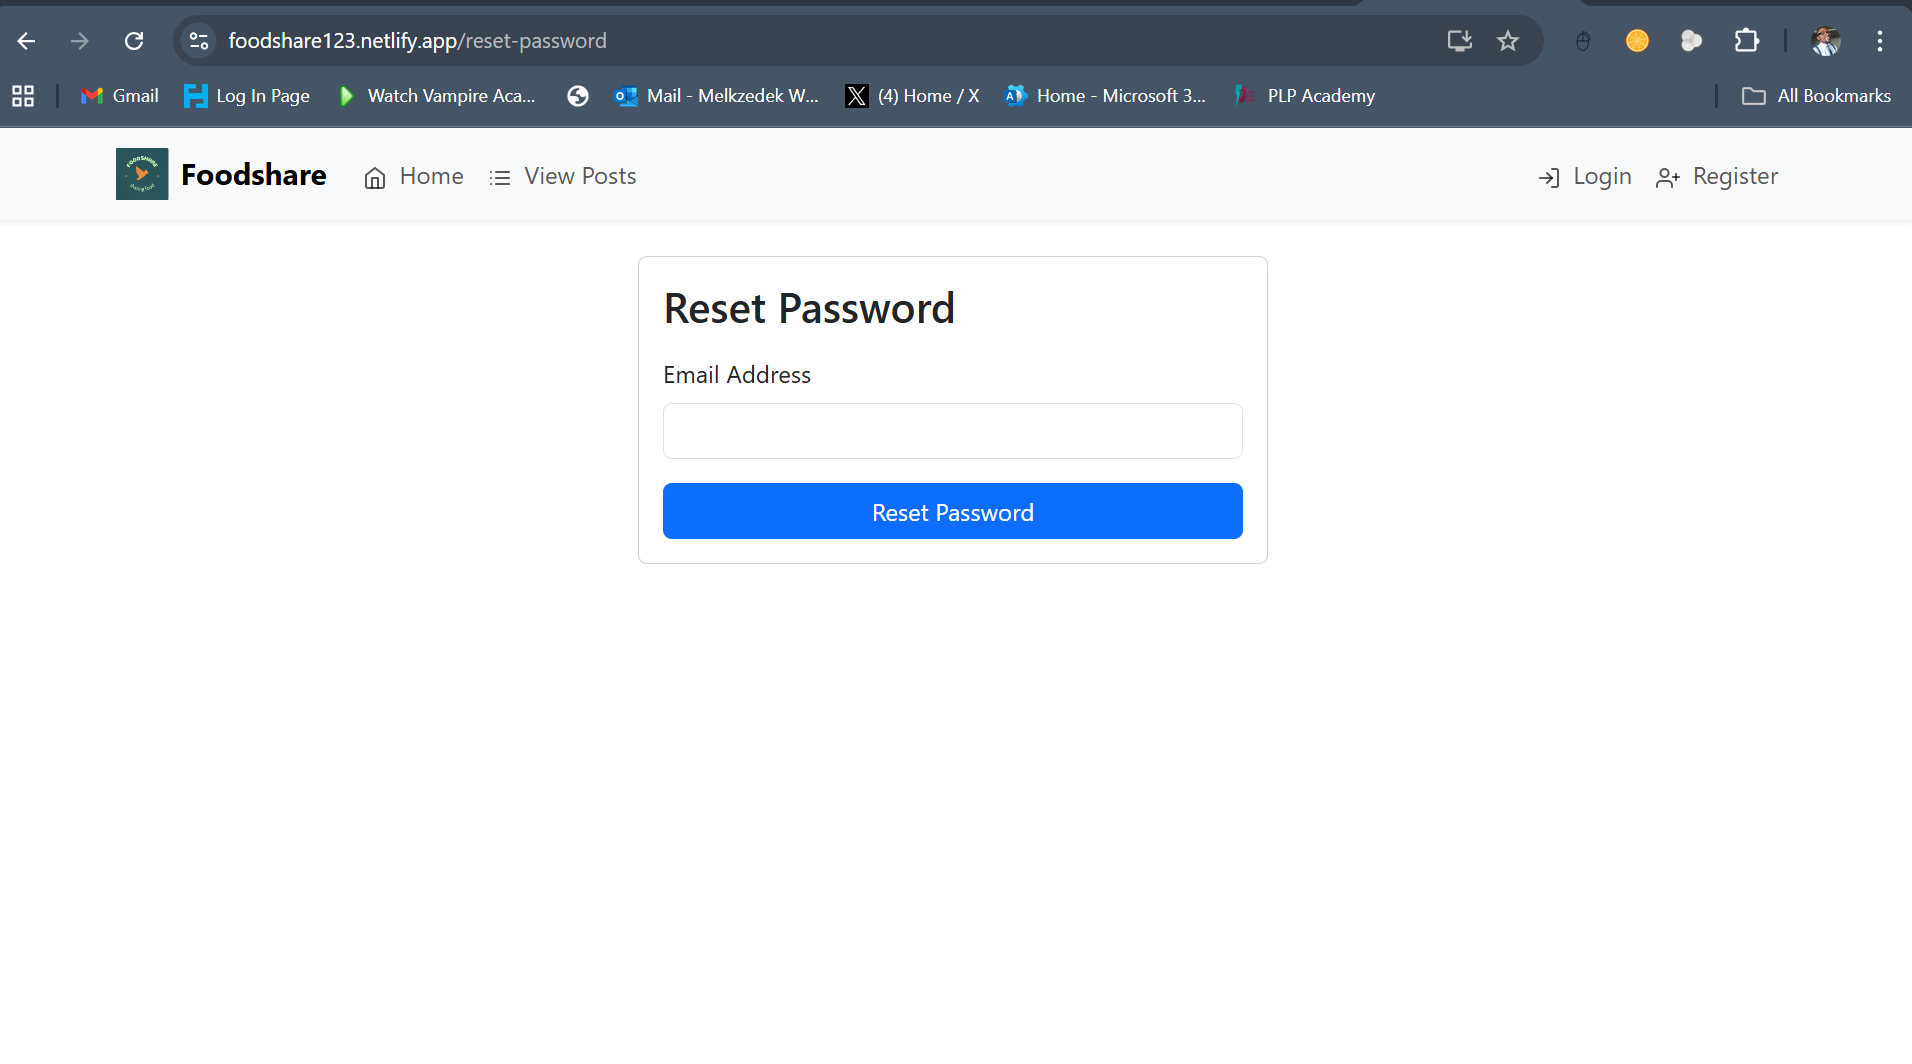 foodshare123.netlify.app/reset-password
Gmail
Log In Page
Watch Vampire Aca...
Mail - Melkzedek W...
(4) Home / X
Home - Microsoft 3...
PLP Academy
All Bookmarks
FOODSHARE
Foodshare
Home
View Posts
Login
Register
Reset Password
Email Address
Reset Password